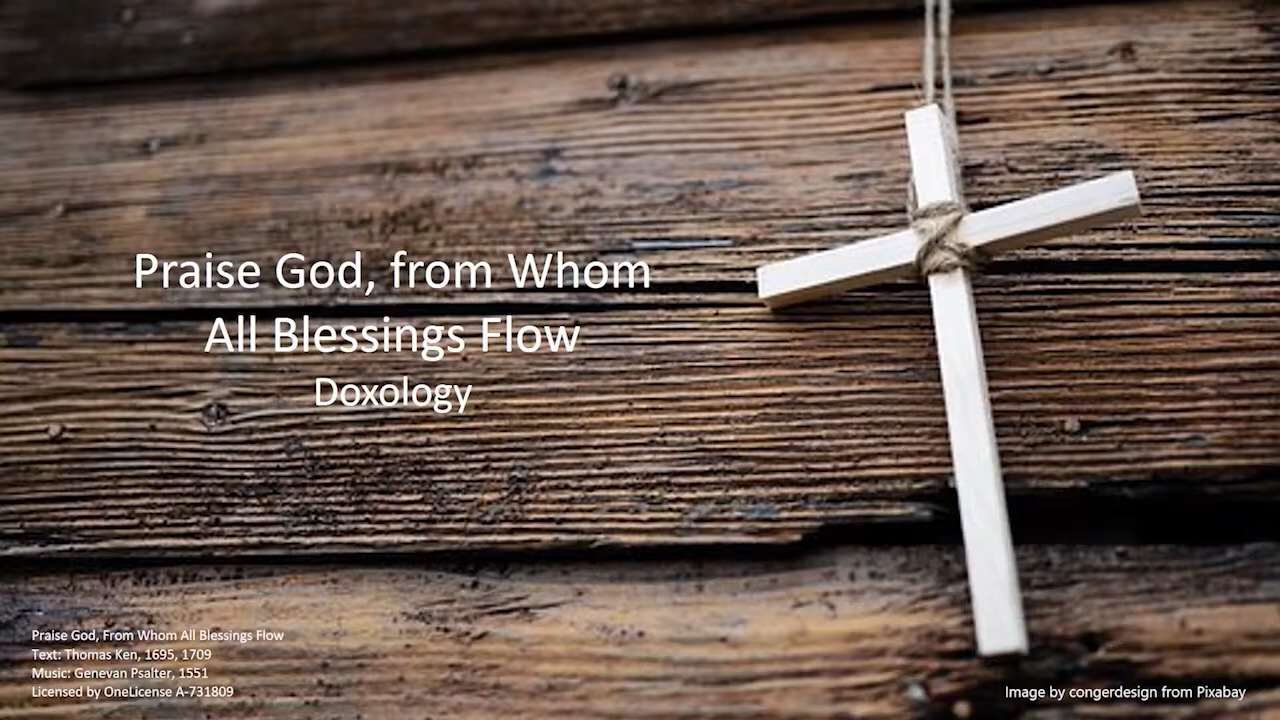 Praise God, from Whom
All Blessings Flow
Doxology
Praise God, From Whom All Blessings Flow
Text: Thomas Ken, 1695, 1709
Music: Genevan Psalter, 1551
Licensed by OneLicense A-731809
Image by congerdesign from Pixabay